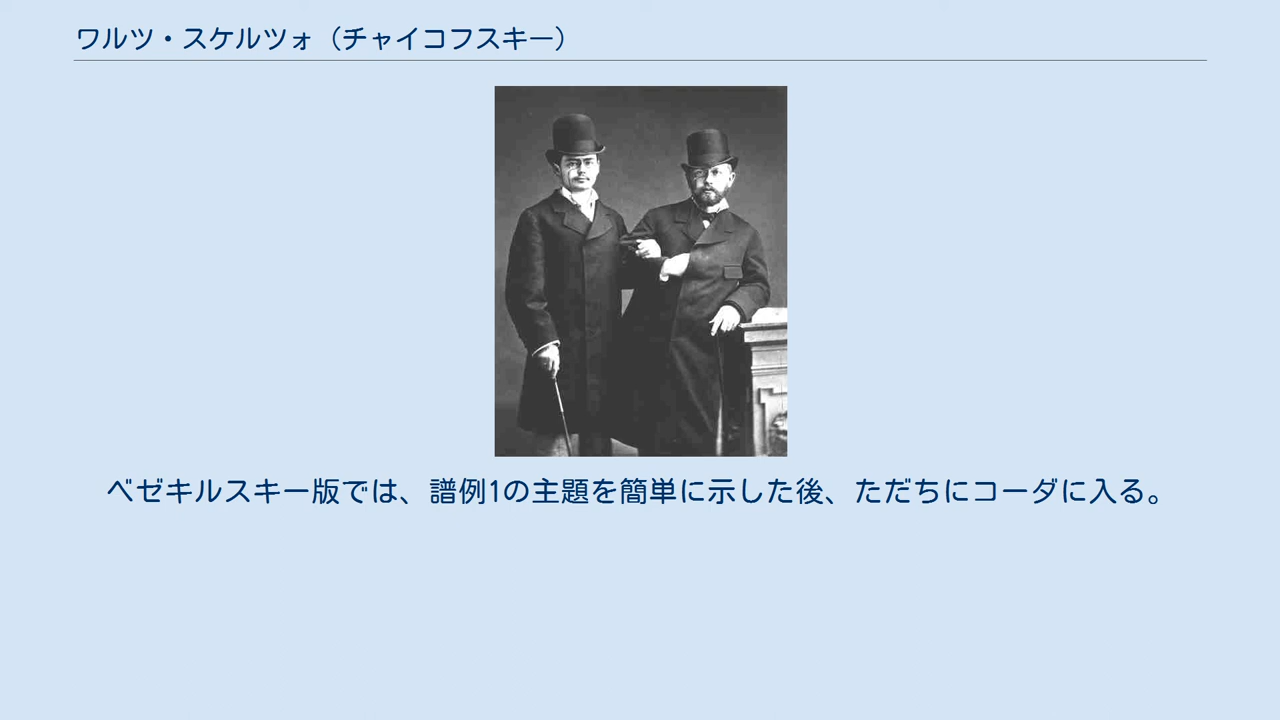 ワルツ・スケルツォ（チャイコフスキー）
ベゼキルスキー版では、譜例1の主題を簡単に示した後、ただちにコーダに入る。